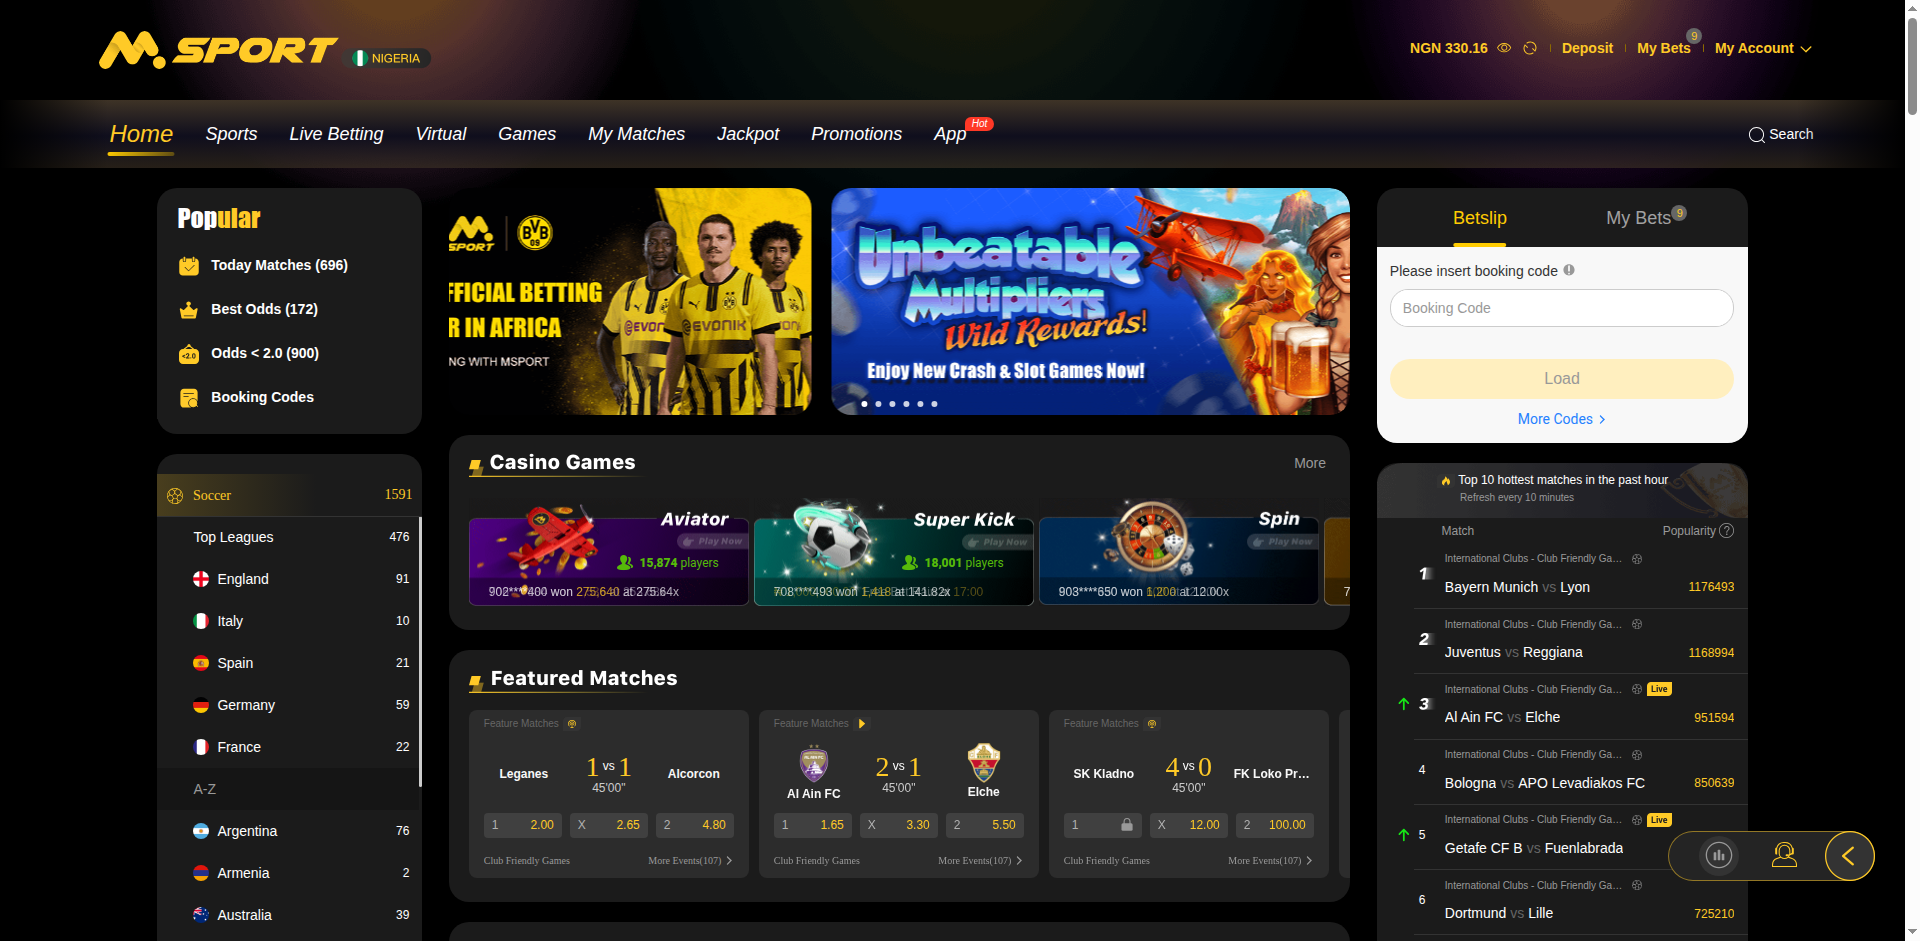 M.SPORT
NIGERIA
NGN 330.16
Deposit
My Bets
9
My Account
Home
Sports
Live Betting
Virtual
Games
My Matches
Jackpot
Promotions
App
Hot
Search
Popular
Today Matches (696)
Best Odds (172)
<2.0
Odds < 2.0 (900)
Booking Codes
Soccer
1591
Top Leagues
476
England
91
Italy
10
Spain
21
Germany
59
France
22
A-Z
Argentina
76
Armenia
2
Australia
39
SPORT
BVB
09
FFICIAL BETTING
R IN AFRICA
NG WITH MSPORT
EVONIK
Unbeatable
Multipliers
Wild Rewards!
Enjoy New Crash & Slot Games Now!
Casino Games
More
Aviator
Play Now
15,874 players
902****400 won 275,640 at 275.64x
Super Kick
Play Now
18,001 players
708****493 won 1,418 at 141.82x
Spin
Play Now
903****650 won 1,200 at 12.00x
7
Featured Matches
Feature Matches
Leganes
1 vs 1
45'00"
Alcorcon
1 2.00
X 2.65
2 4.80
Club Friendly Games
More Events(107)
Feature Matches
Al Ain FC
2 vs 1
45'00"
Elche
1 1.65
X 3.30
2 5.50
Club Friendly Games
More Events(107)
Feature Matches
SK Kladno
4 vs 0
45'00"
FK Loko Pr...
1
X 12.00
2 100.00
Club Friendly Games
More Events(107)
Betslip
My Bets
9
Please insert booking code
Booking Code
Load
More Codes
Top 10 hottest matches in the past hour
Refresh every 10 minutes
Match
Popularity
?
1
International Clubs - Club Friendly Ga...
Bayern Munich vs Lyon
1176493
2
International Clubs - Club Friendly Ga...
Juventus vs Reggiana
1168994
3
International Clubs - Club Friendly Ga...
Live
Al Ain FC vs Elche
951594
4
International Clubs - Club Friendly Ga...
Bologna vs APO Levadiakos FC
850639
5
International Clubs - Club Friendly Ga...
Live
Getafe CF B vs Fuenlabrada
6
International Clubs - Club Friendly Ga...
Dortmund vs Lille
725210